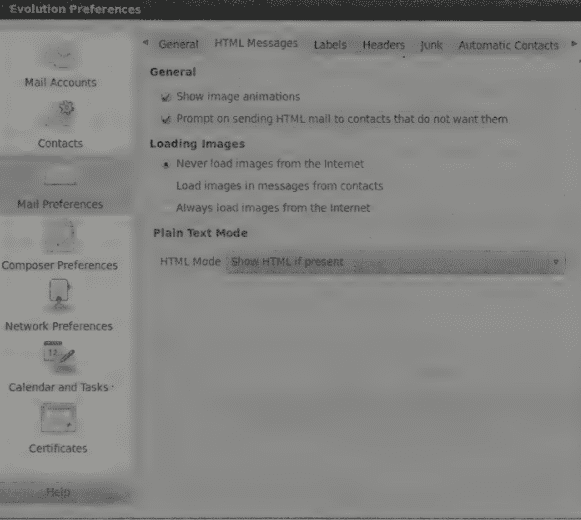 Evolution Preferences
Mail Accounts
Contacts
Mail Preferences
Composer Preferences
Network Preferences
Calendar and Tasks
Certificates
Help
General HTML Messages Labels Headers Junk Automatic Contacts
General
Show image animations
Prompt on sending HTML mail to contacts that do not want them
Loading Images
Never load images from the Internet
Load images in messages from contacts
Always load images from the Internet
Plain Text Mode
HTML Mode Show HTML if present